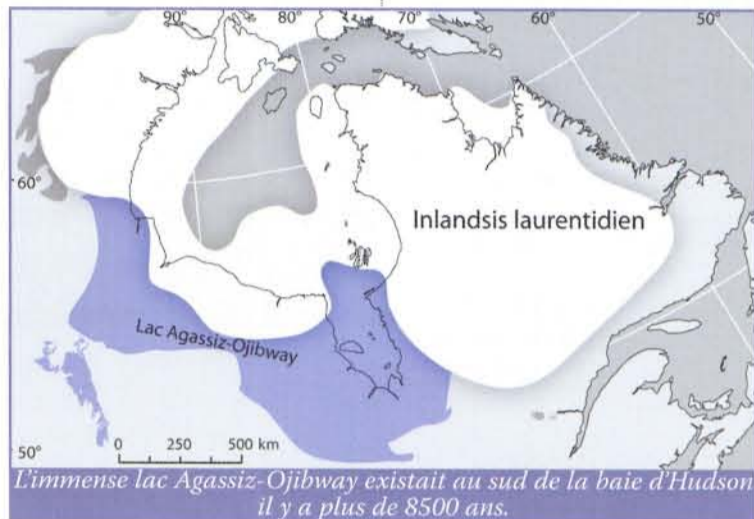 90° 80° 70° 60° 50°
60°
Inlandsis laurentidien
Lac Agassiz-Ojibway
0 250 500 km
50°
L'immense lac Agassiz-Ojibway existait au sud de la baie d'Hudson
il y a plus de 8500 ans.